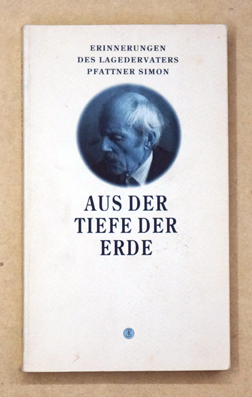 ERINNERUNGEN
DES LAGEDERVATERS
PFATTNER SIMON
AUS DER
TIEFE DER
ERDE